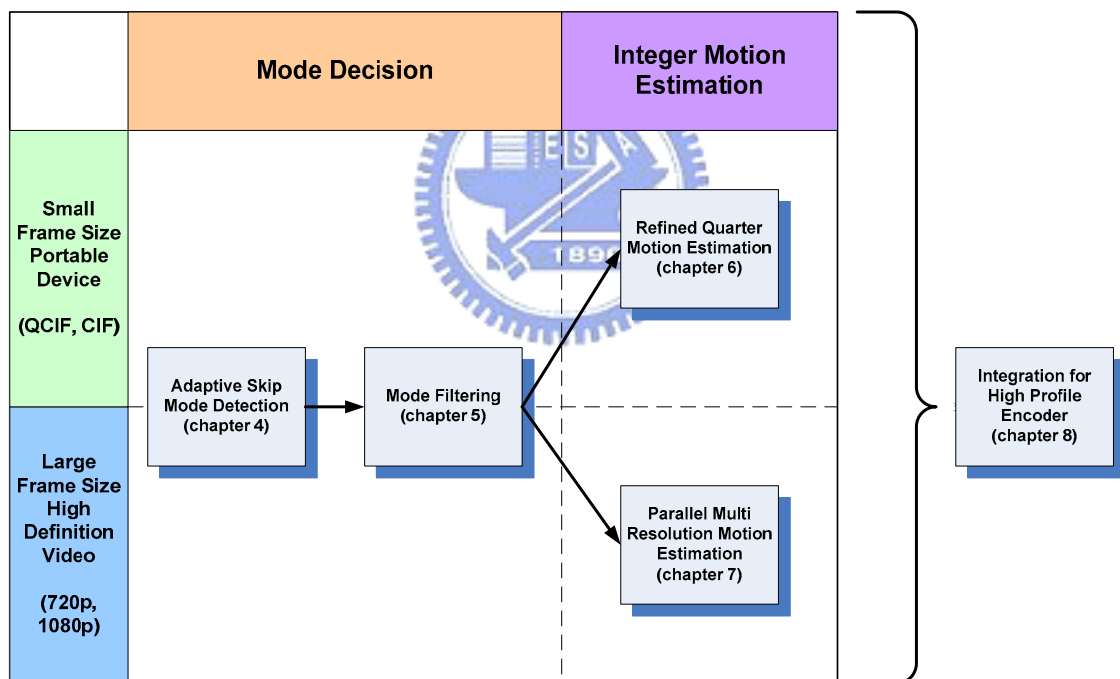 Mode Decision
Integer Motion
Estimation
Small
Frame Size
Portable
Device
(QCIF, CIF)
E S A
1896
Refined Quarter
Motion Estimation
(chapter 6)
Adaptive Skip
Mode Detection
(chapter 4)
Mode Filtering
(chapter 5)
Integration for
High Profile
Encoder
(chapter 8)
Large
Frame Size
High
Definition
Video
(720p,
1080p)
Parallel Multi
Resolution Motion
Estimation
(chapter 7)